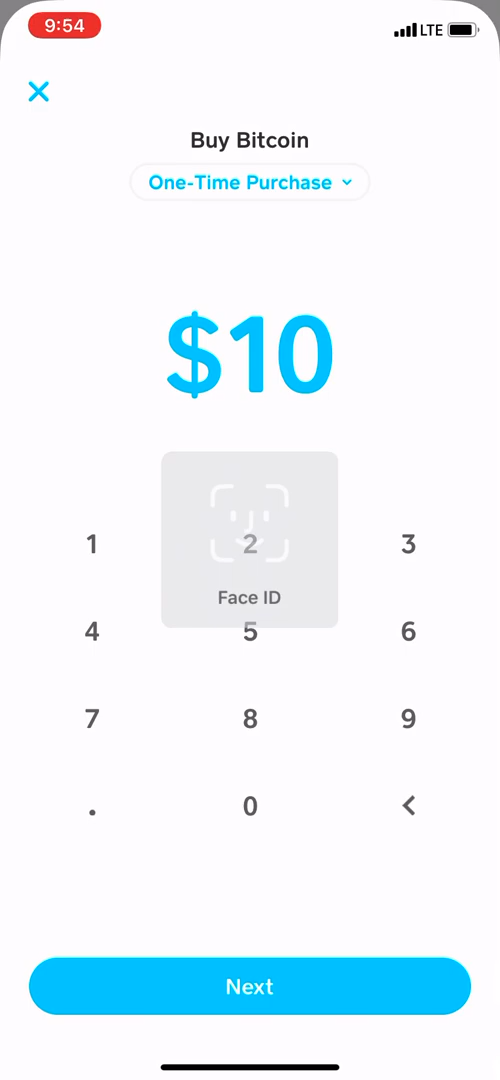 9:54
LTE
Buy Bitcoin
One-Time Purchase
$10
1 2 3
Face ID
4 5 6
7 8 9
. 0 <
Next